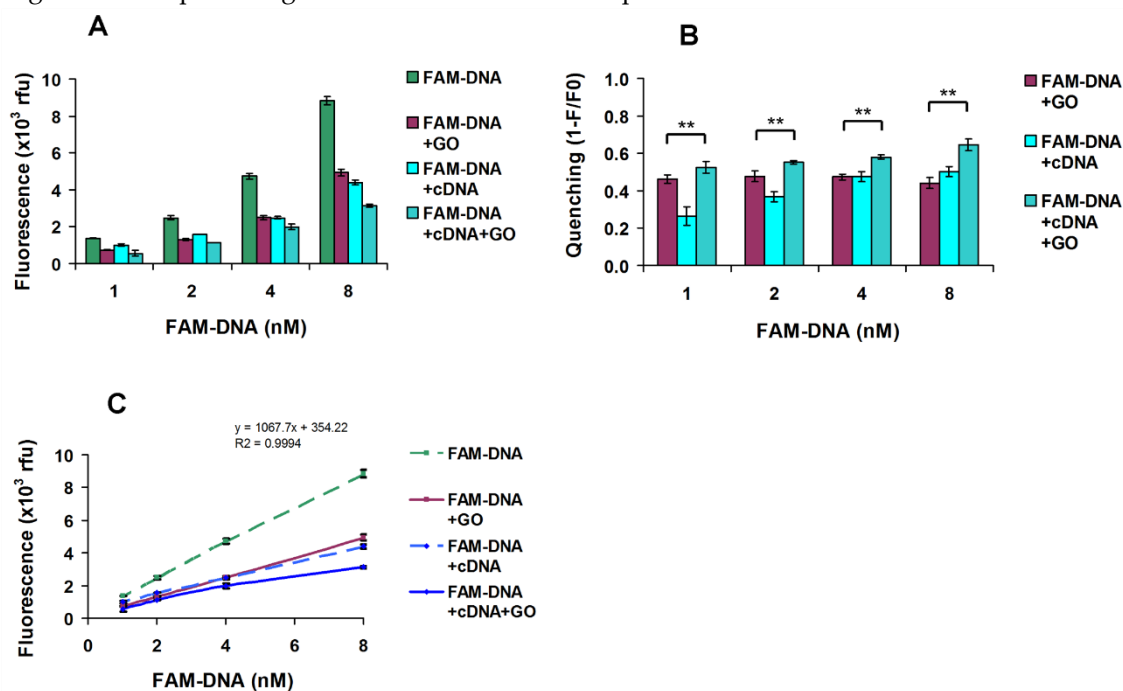 A
Fluorescence (x10³ rfu)
10
8
6
4
2
0
1 2 4 8
FAM-DNA (nM)
FAM-DNA
FAM-DNA
+GO
FAM-DNA
+cDNA
FAM-DNA
+cDNA+GO
B
Quenching (1-F/F0)
1.0
0.8
0.6
0.4
0.2
0.0
** ** ** **
1 2 4 8
FAM-DNA (nM)
FAM-DNA
+GO
FAM-DNA
+cDNA
FAM-DNA
+cDNA
+GO
C
y = 1067.7x + 354.22
R2 = 0.9994
Fluorescence (x10³ rfu)
10
8
6
4
2
0
0 2 4 6 8
FAM-DNA (nM)
FAM-DNA
FAM-DNA
+GO
FAM-DNA
+cDNA
FAM-DNA
+cDNA+GO